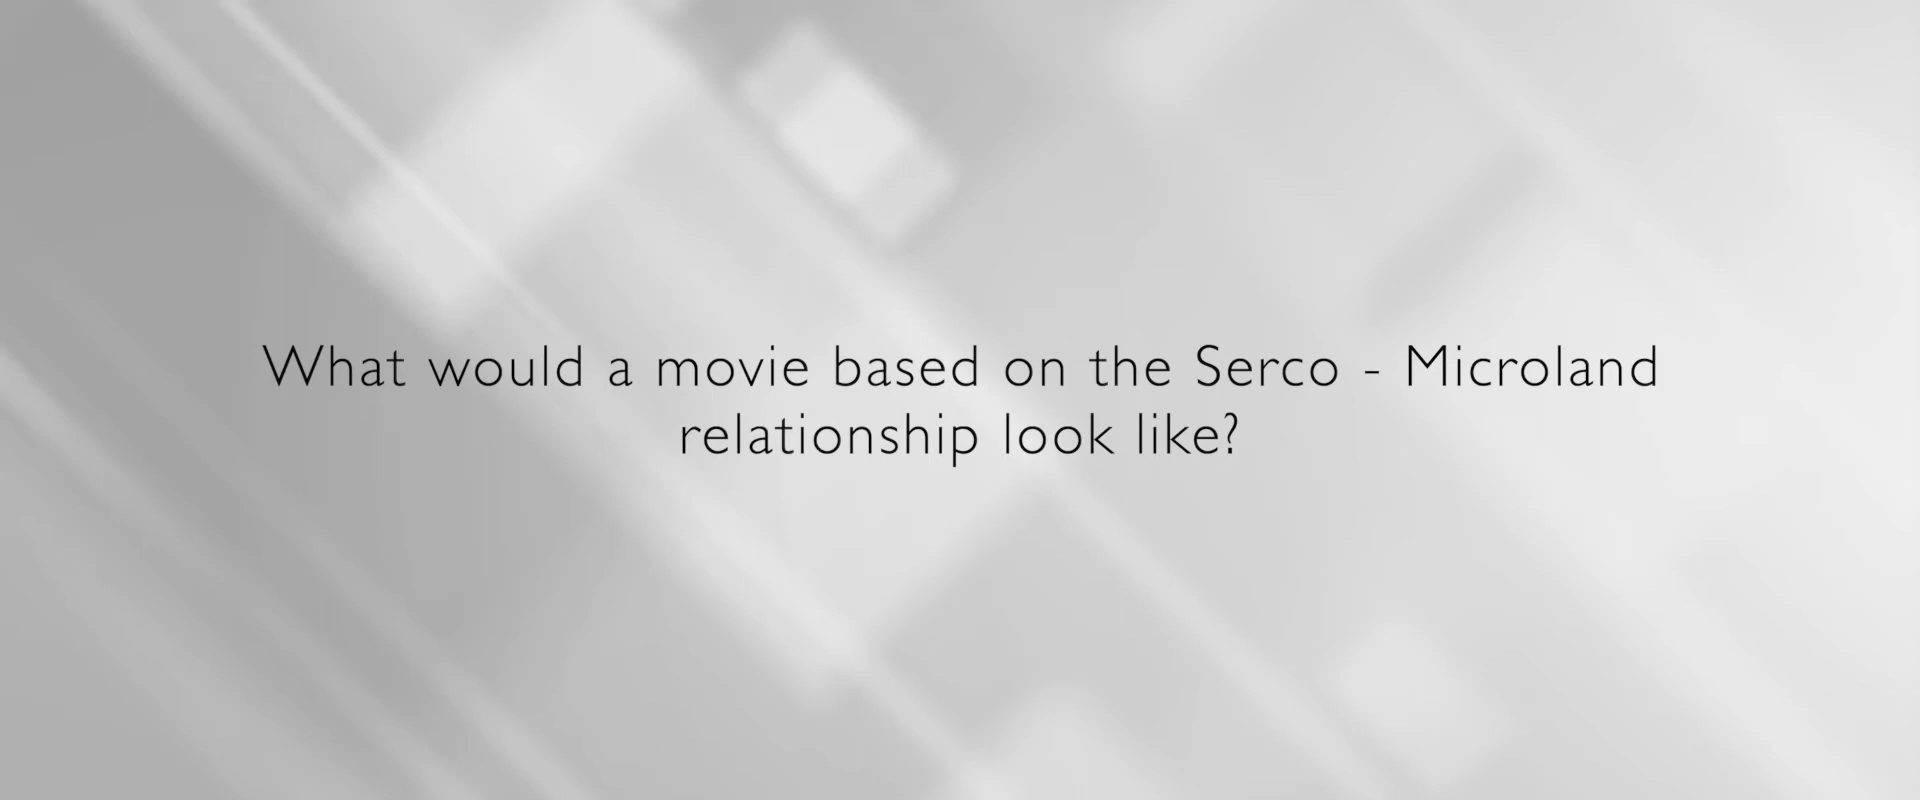 What would a movie based on the Serco - Microland
relationship look like?